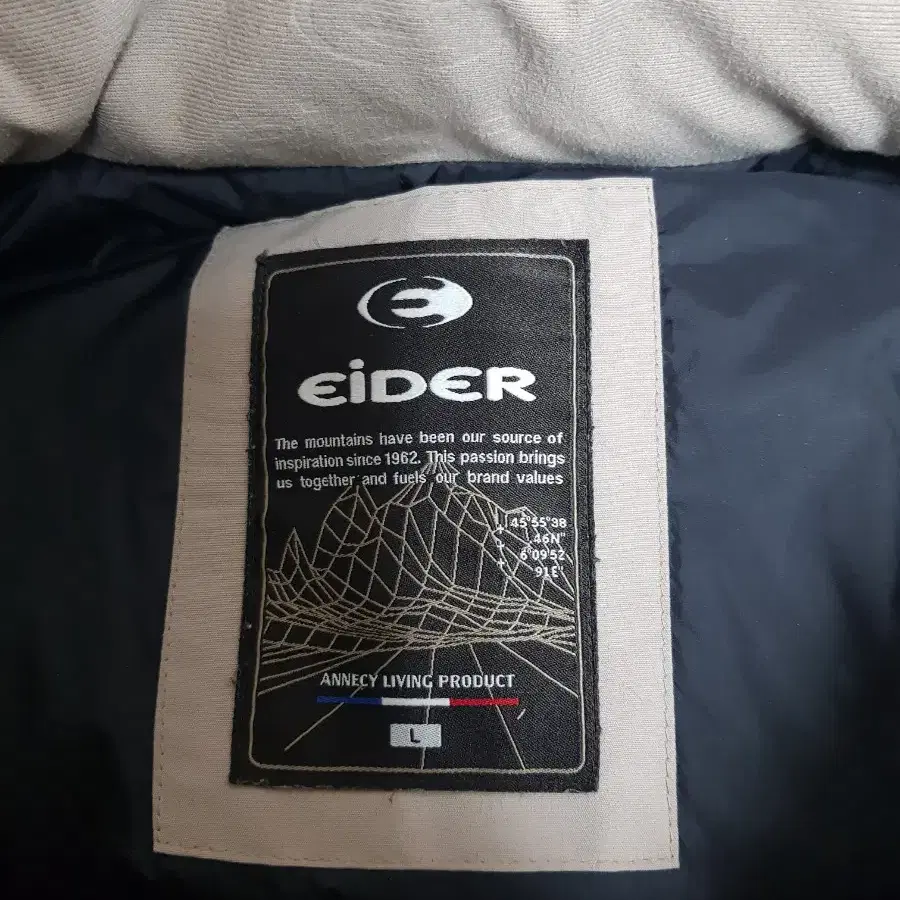 EiDER
The mountains have been our source of
inspiration since 1962. This passion brings
us together and fuels our brand values
45°55'38
.46N"
6°09'52
91E"
ANNECY LIVING PRODUCT
L